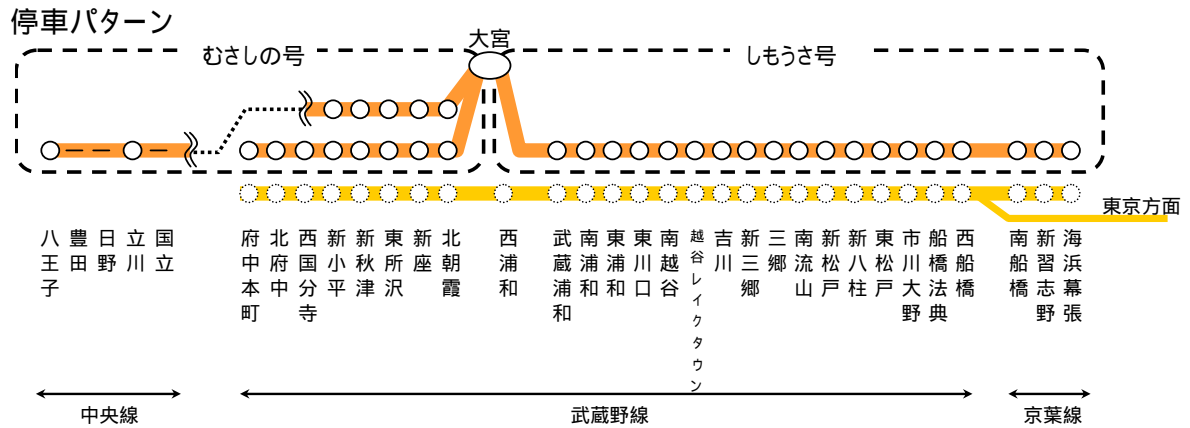 停車パターン
大宮
むさしの号
しもうさ号
東京方面
八王子
豊田
日野
立川
国立
府中本町
北府中
西国分寺
新小平
新秋津
東所沢
新座
北朝霞
西浦和
武蔵浦和
南浦和
東浦和
東川口
南越谷
越谷レイクタウン
吉川
新三郷
三郷
南流山
新松戸
新八柱
東松戸
市川大野
船橋法典
西船橋
南船橋
新習志野
海浜幕張
中央線
武蔵野線
京葉線